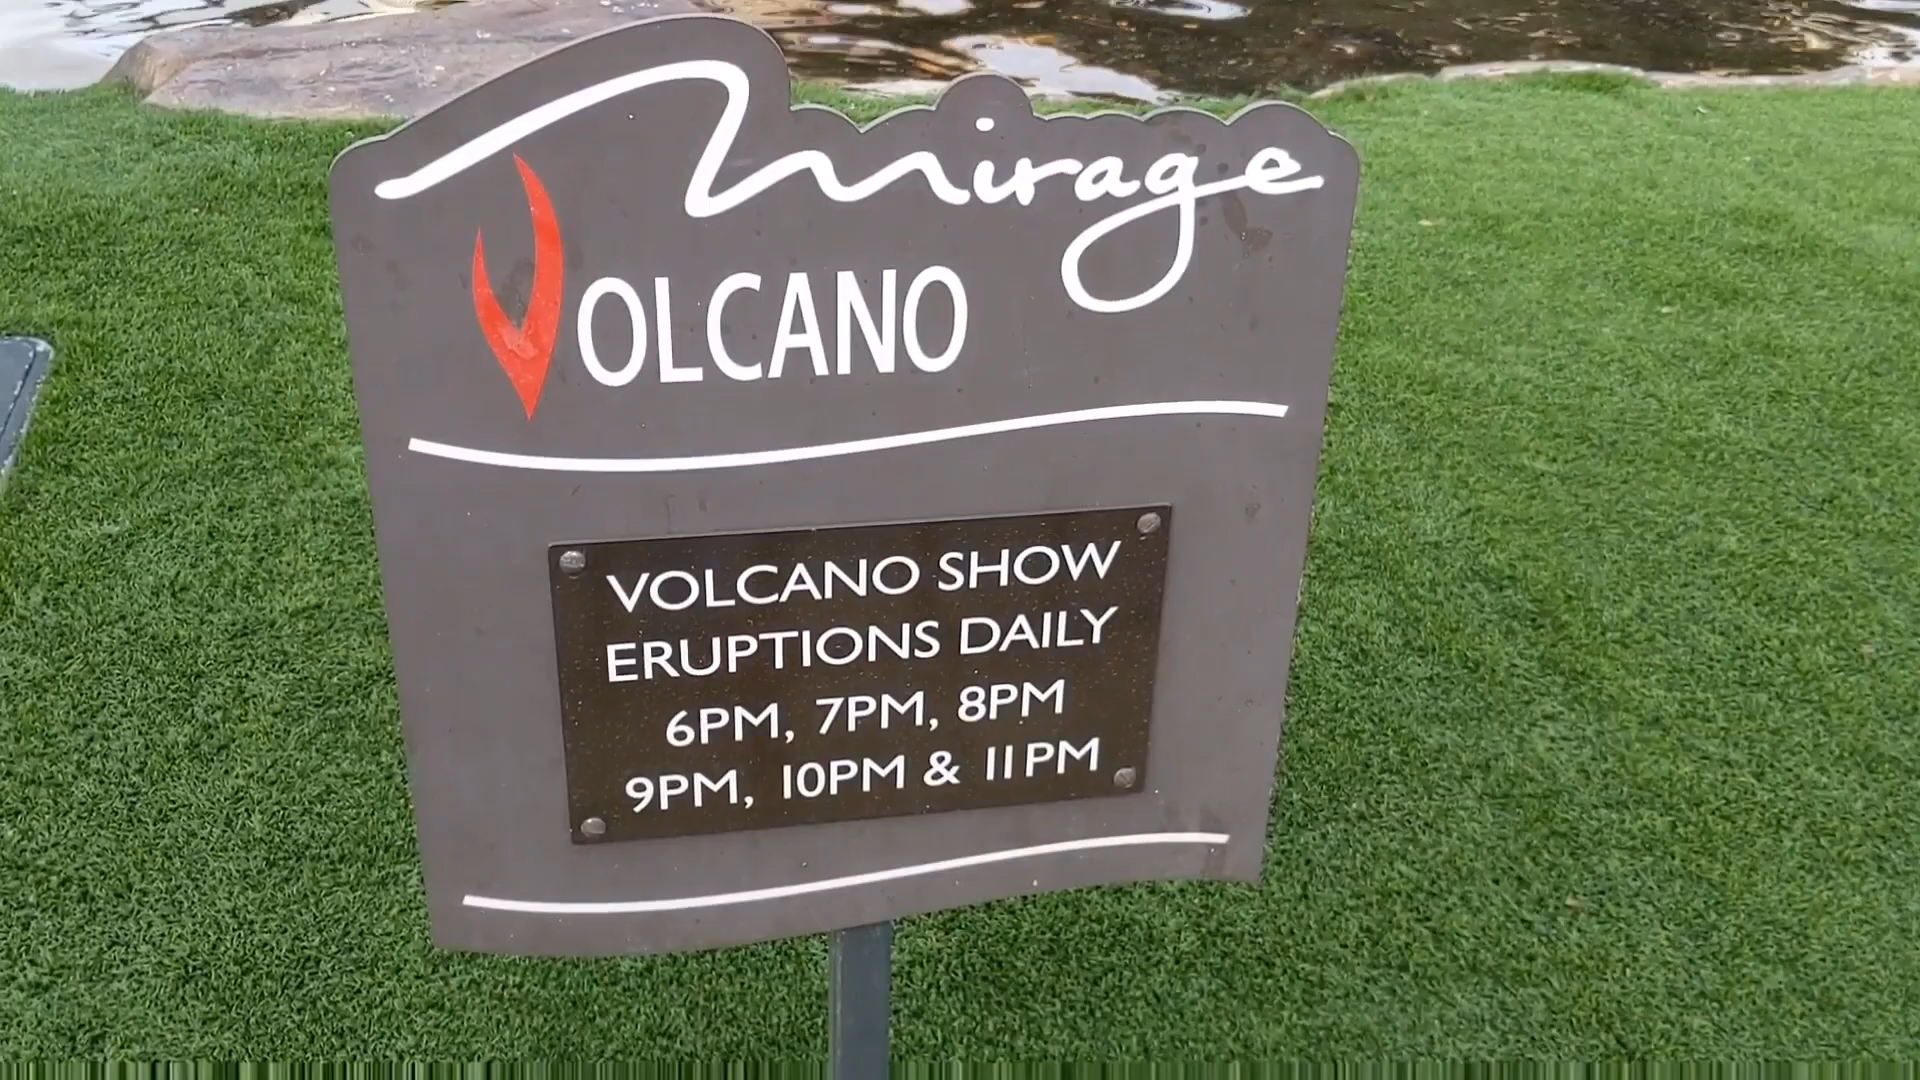 Mirage
VOLCANO
VOLCANO SHOW
ERUPTIONS DAILY
6PM, 7PM, 8PM
9PM, 10PM & 11PM